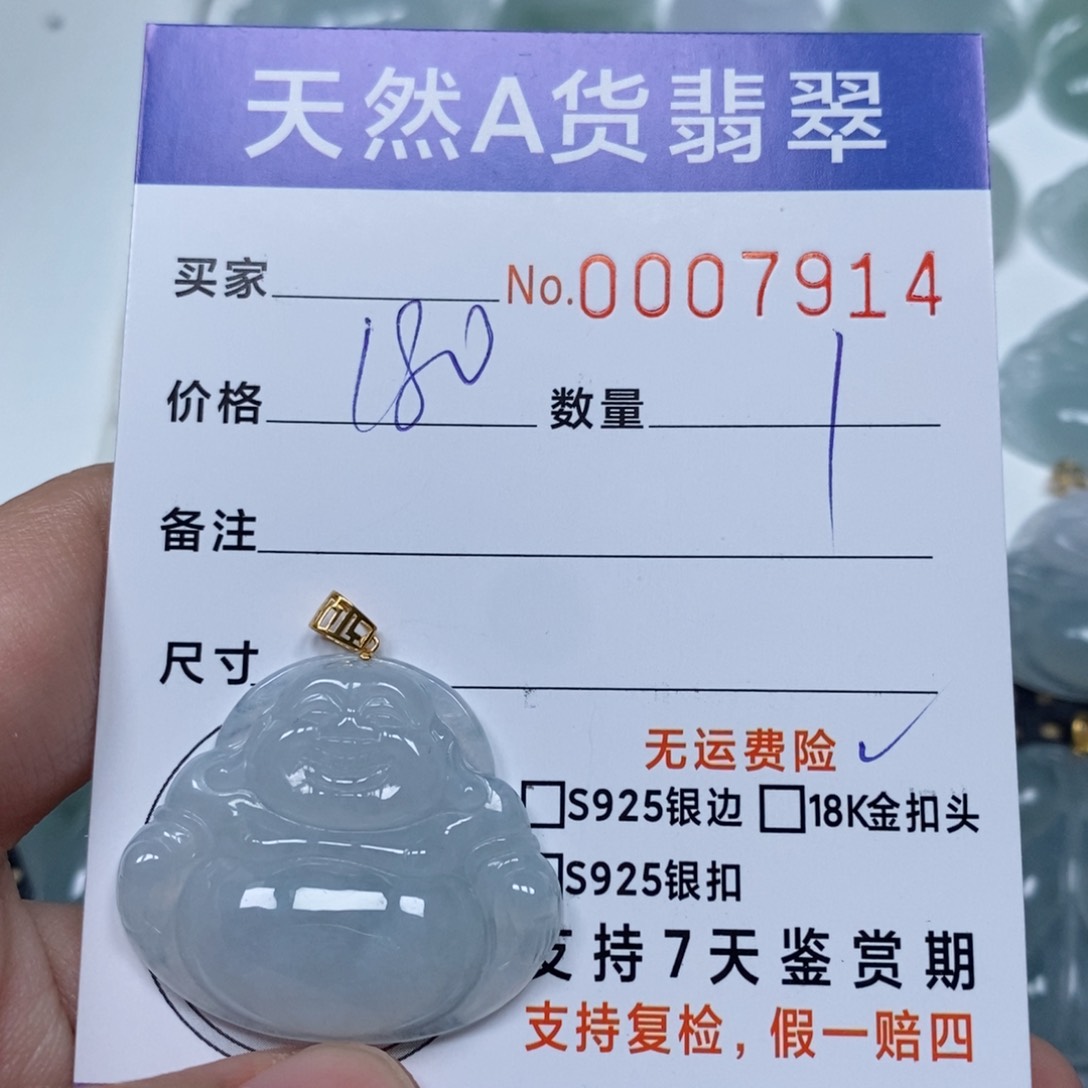 天然A货翡翠
买家 No.0007914
价格 180 数量 1
备注
尺寸
无运费险
S925银边 18K金扣头
S925银扣
支持7天鉴赏期
支持复检，假一赔四